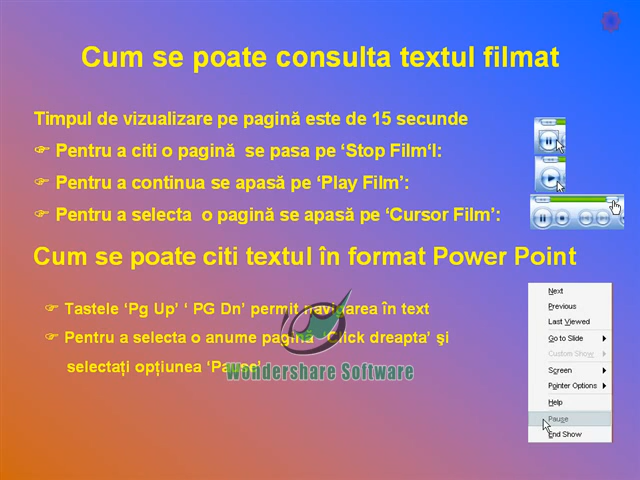 Cum se poate consulta textul filmat
Timpul de vizualizare pe pagină este de 15 secunde
Pentru a citi o pagină se pasa pe ‘Stop Film‘l:
Pentru a continua se apasă pe ‘Play Film’:
Pentru a selecta o pagină se apasă pe ‘Cursor Film’:
Cum se poate citi textul în format Power Point
Tastele ‘Pg Up’ ‘ PG Dn’ permit navigarea în text
Pentru a selecta o anume pagină ‘Click dreapta’ şi
selectaţi opţiunea ‘Pause’
Wondershare Software
Next
Previous
Last Viewed
Go to Slide
Custom Show
Screen
Pointer Options
Help
Pause
End Show